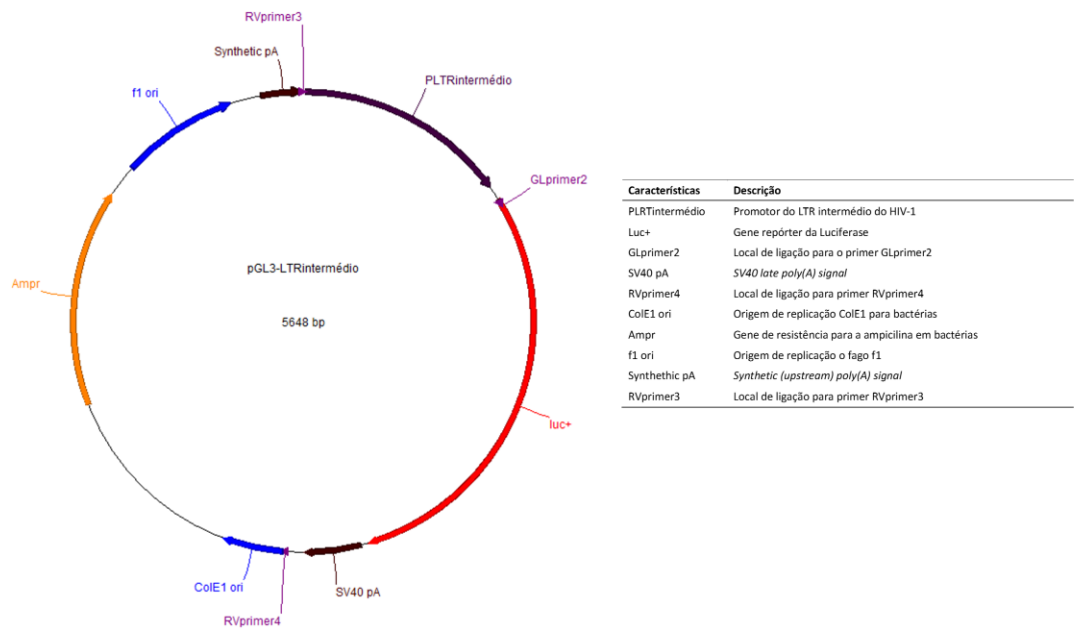 RVprimer3
Synthetic pA
PLTRintermédio
f1 ori
GLprimer2
Ampr
pGL3-LTRintermédio
5648 bp
luc+
ColE1 ori
SV40 pA
RVprimer4
Características Descrição
PLRTintermédio Promotor do LTR intermédio do HIV-1
Luc+ Gene repórter da Luciferase
GLprimer2 Local de ligação para o primer GLprimer2
SV40 pA SV40 late poly(A) signal
RVprimer4 Local de ligação para primer RVprimer4
ColE1 ori Origem de replicação ColE1 para bactérias
Ampr Gene de resistência para a ampicilina em bactérias
f1 ori Origem de replicação o fago f1
Synthethic pA Synthetic (upstream) poly(A) signal
RVprimer3 Local de ligação para primer RVprimer3